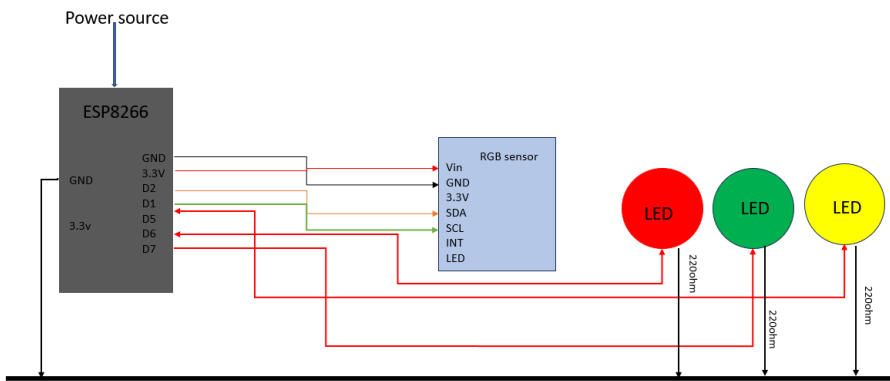 Power source
ESP8266
GND
3.3v
GND
3.3V
D2
D1
D5
D6
D7
RGB sensor
Vin
GND
3.3V
SDA
SCL
INT
LED
LED
LED
LED
220ohm
220ohm
220ohm